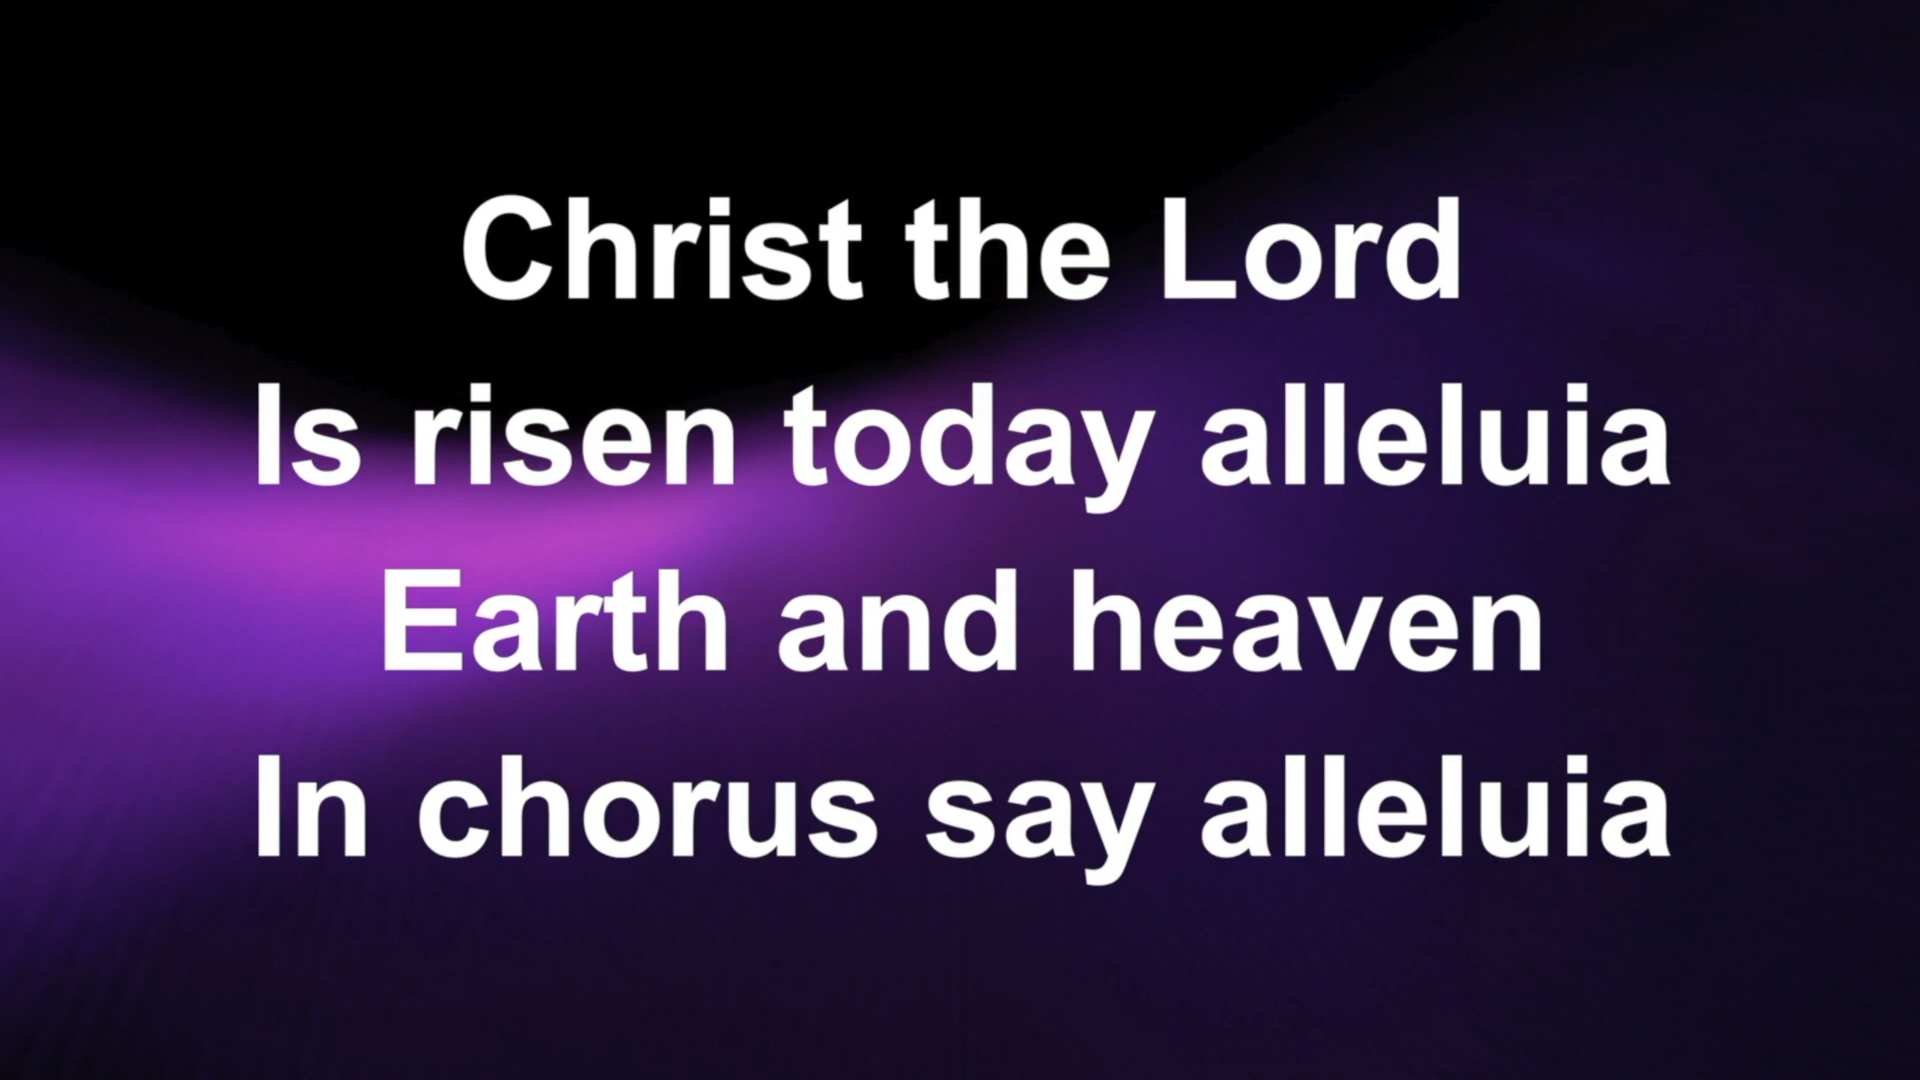 Christ the Lord
Is risen today alleluia
Earth and heaven
In chorus say alleluia